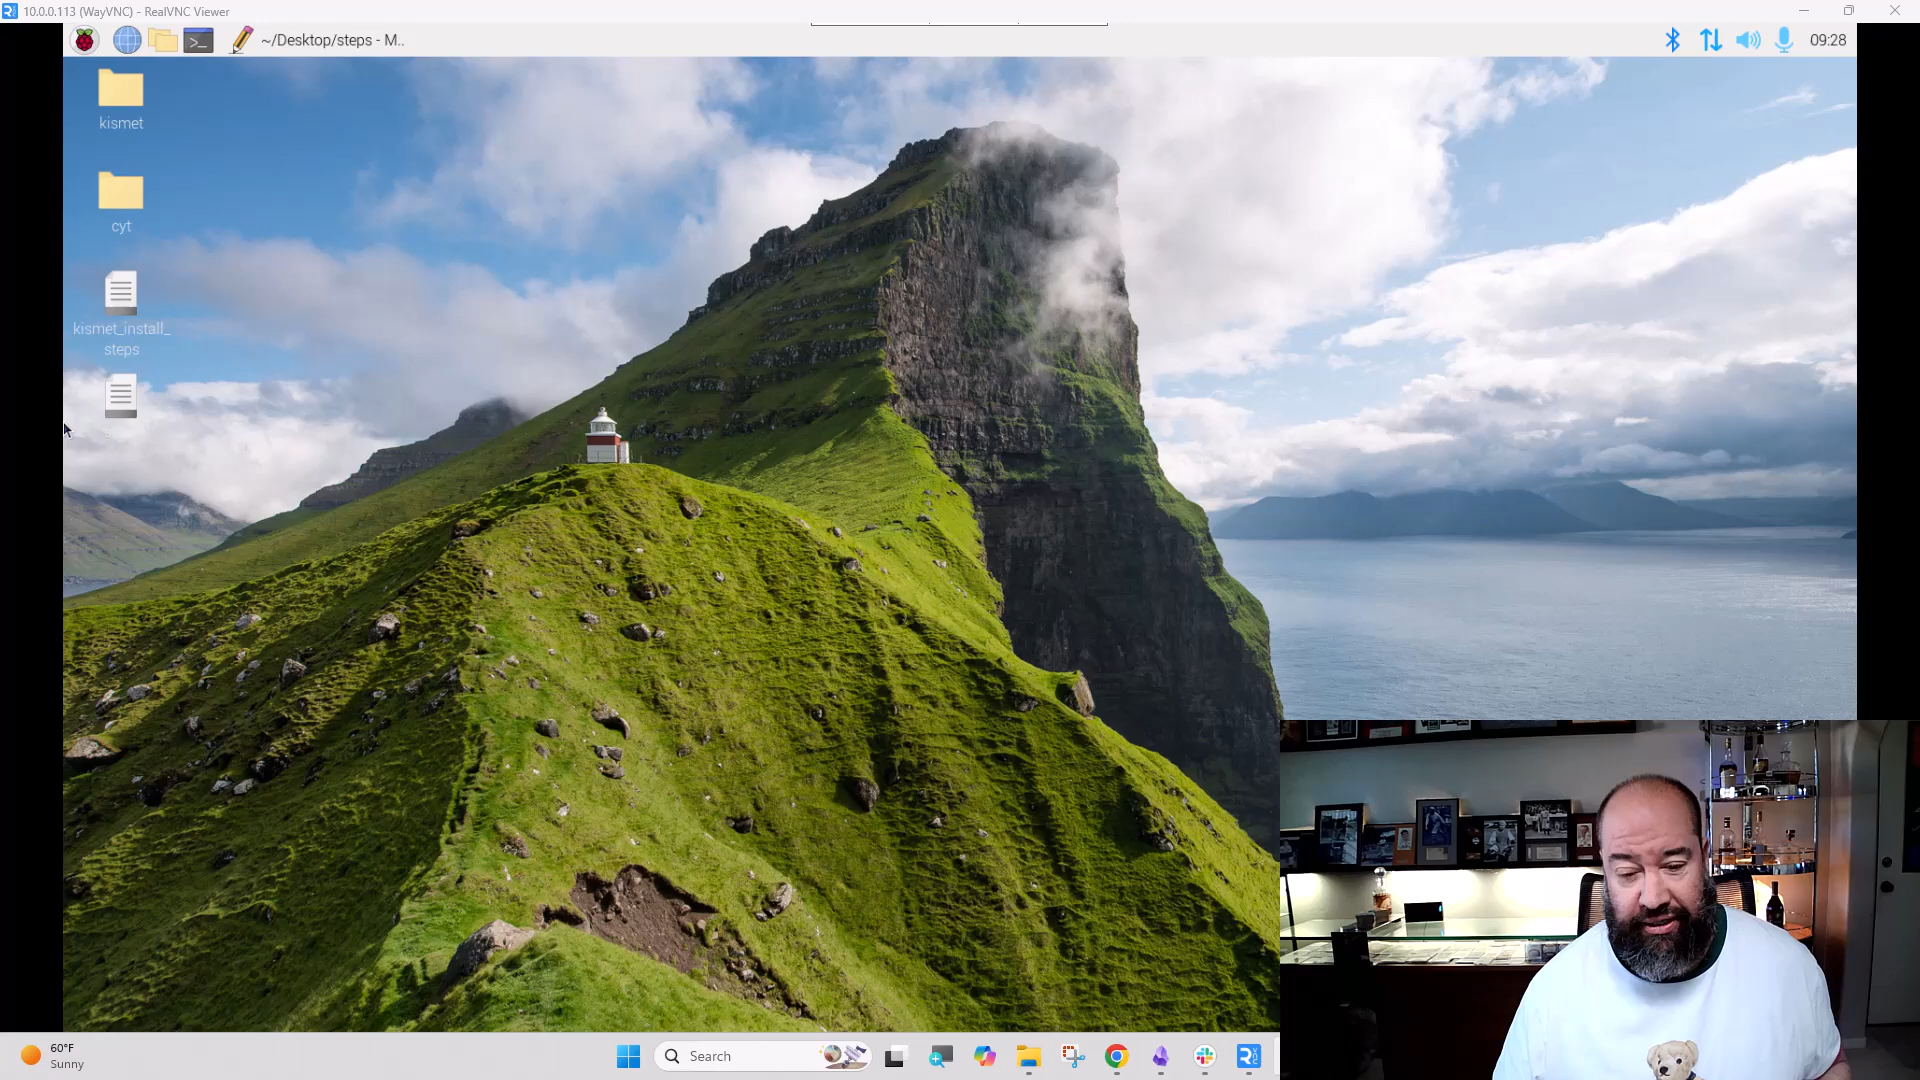 10.0.0.113 (WayVNC) - RealVNC Viewer
~/Desktop/steps - M..
09:28
kismet
cyt
kismet_install_
steps
60°F
Sunny
Search